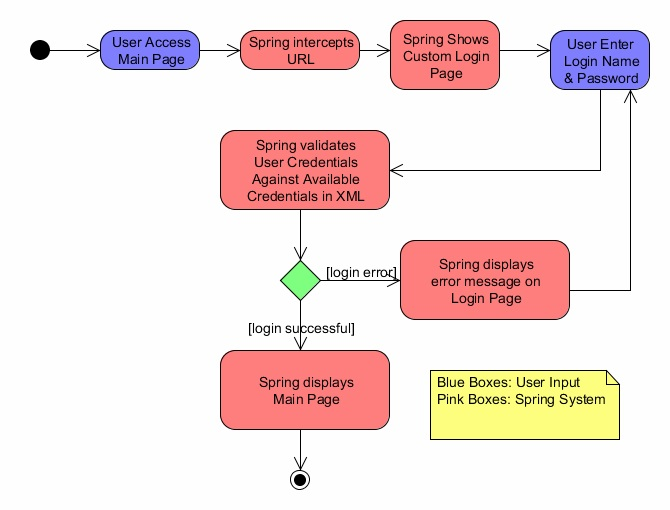 User Access
Main Page
Spring intercepts
URL
Spring Shows
Custom Login
Page
User Enter
Login Name
& Password
Spring validates
User Credentials
Against Available
Credentials in XML
[login error]
Spring displays
error message on
Login Page
[login successful]
Spring displays
Main Page
Blue Boxes: User Input
Pink Boxes: Spring System